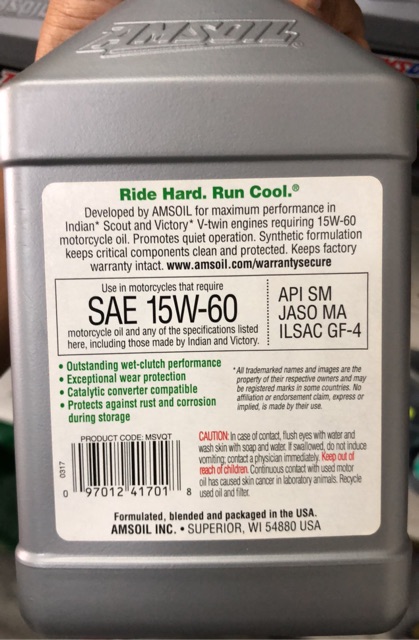 AMSOIL
Ride Hard. Run Cool.®
Developed by AMSOIL for maximum performance in
Indian* Scout and Victory* V-twin engines requiring 15W-60
motorcycle oil. Promotes quiet operation. Synthetic formulation
keeps critical components clean and protected. Keeps factory
warranty intact. www.amsoil.com/warrantysecure
Use in motorcycles that require
SAE 15W-60
motorcycle oil and any of the specifications listed
here, including those made by Indian and Victory.
API SM
JASO MA
ILSAC GF-4
• Outstanding wet-clutch performance
• Exceptional wear protection
• Catalytic converter compatible
• Protects against rust and corrosion
during storage
*All trademarked names and images are the
property of their respective owners and may
be registered marks in some countries. No
affiliation or endorsement claim, express or
implied, is made by their use.
PRODUCT CODE: MSVQT
0317
0 97012 41701 8
CAUTION: In case of contact, flush eyes with water and
wash skin with soap and water. If swallowed, do not induce
vomiting; contact a physician immediately. Keep out of
reach of children. Continuous contact with used motor
oil has caused skin cancer in laboratory animals. Recycle
used oil and filter.
Formulated, blended and packaged in the USA.
AMSOIL INC. • SUPERIOR, WI 54880 USA